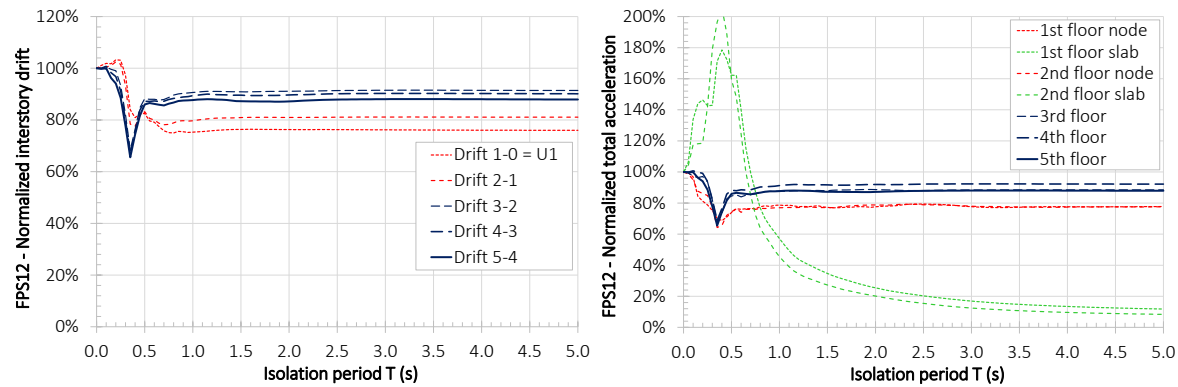 FPS12 - Normalized interstory drift
120%
100%
80%
60%
40%
20%
0%
Drift 1-0 = U1
Drift 2-1
Drift 3-2
Drift 4-3
Drift 5-4
0.0 0.5 1.0 1.5 2.0 2.5 3.0 3.5 4.0 4.5 5.0
Isolation period T (s)
FPS12 - Normalized total acceleration
200%
180%
160%
140%
120%
100%
80%
60%
40%
20%
0%
1st floor node
1st floor slab
2nd floor node
2nd floor slab
3rd floor
4th floor
5th floor
0.0 0.5 1.0 1.5 2.0 2.5 3.0 3.5 4.0 4.5 5.0
Isolation period T (s)